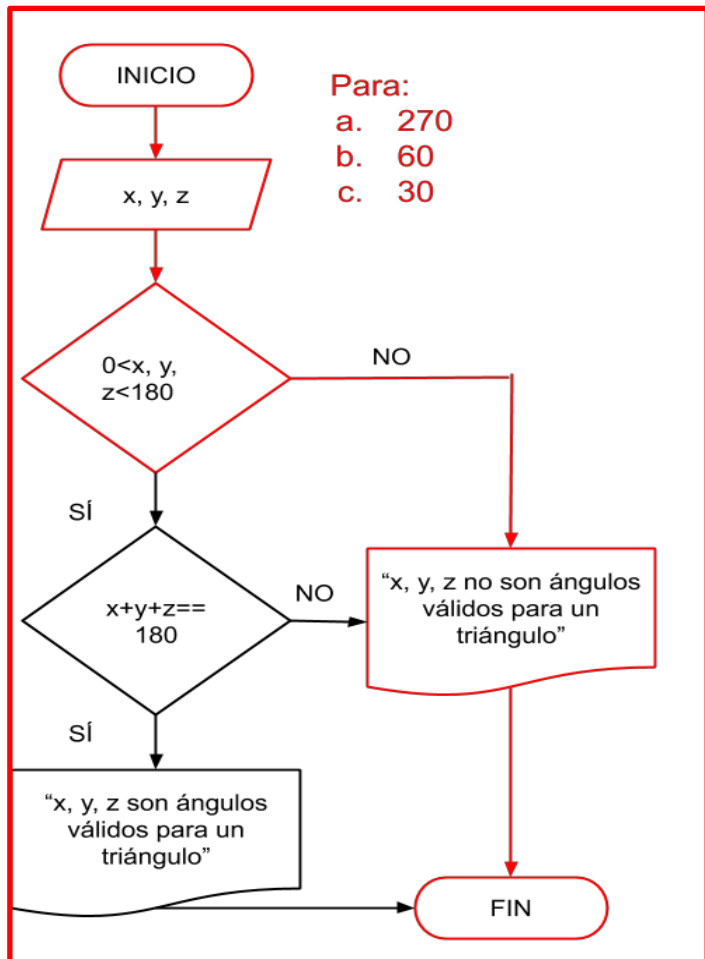 INICIO
Para:
a. 270
b. 60
c. 30
x, y, z
0<x, y,
z<180
NO
SÍ
x+y+z==
180
NO
“x, y, z no son ángulos
válidos para un
triángulo”
SÍ
“x, y, z son ángulos
válidos para un
triángulo”
FIN